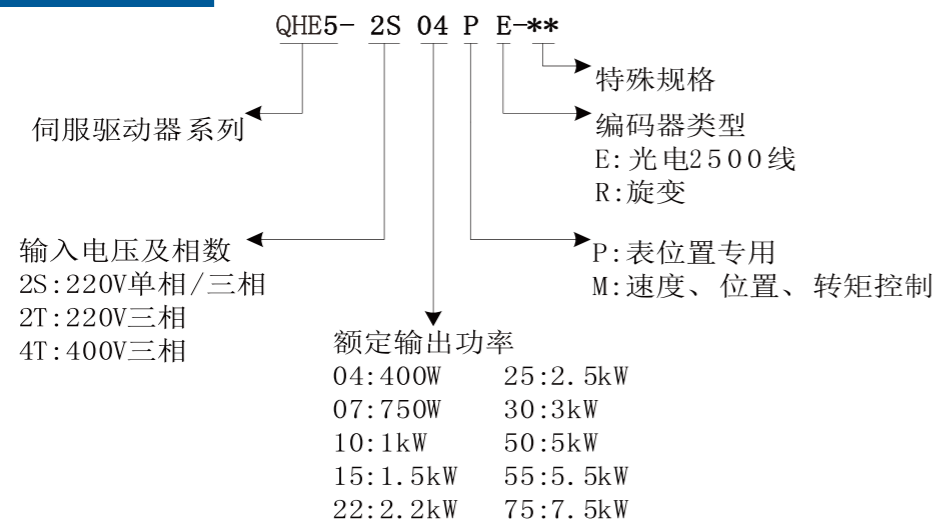 QHE5- 2S 04 P E-**
特殊规格
伺服驱动器系列
编码器类型
E:光电2500线
R:旋变
输入电压及相数
2S:220V单相/三相
2T:220V三相
4T:400V三相
P:表位置专用
M:速度、位置、转矩控制
额定输出功率
04:400W 25:2.5kW
07:750W 30:3kW
10:1kW 50:5kW
15:1.5kW 55:5.5kW
22:2.2kW 75:7.5kW